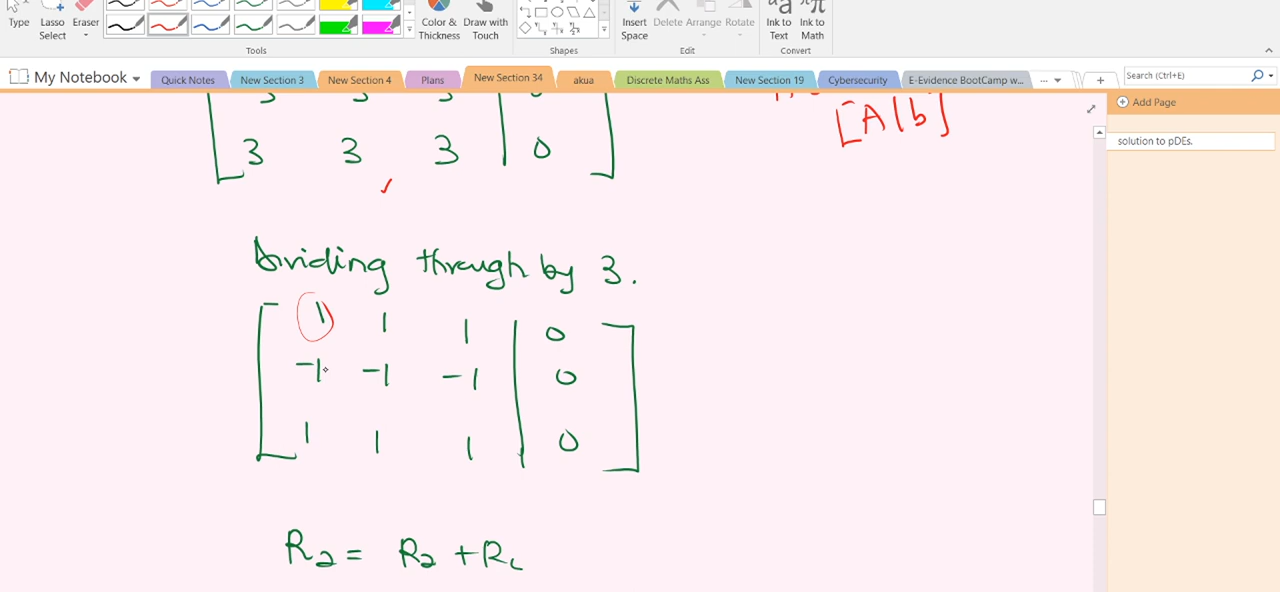 Type Lasso Select Eraser Color & Thickness Draw with Touch Insert Space Delete Arrange Rotate Ink to Text Ink to Math
Tools Shapes Edit Convert
My Notebook Quick Notes New Section 3 New Section 4 Plans New Section 34 akua Discrete Maths Ass New Section 19 Cybersecurity E-Evidence BootCamp w... ... + Search (Ctrl+E)
Add Page
solution to pDEs.
[A|b]
3 3 3 | 0
Dividing through by 3.
1 1 1 | 0
-1 -1 -1 | 0
1 1 1 | 0
R2 = R2 + R